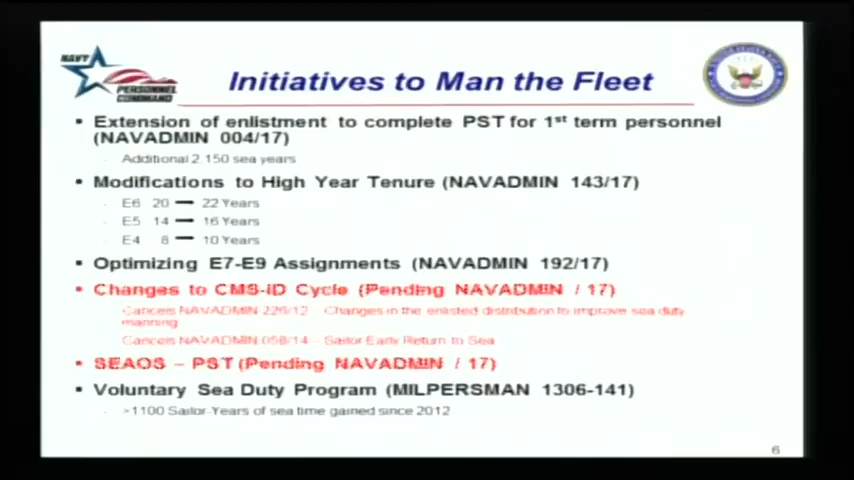 NAVY
PERSONNEL
COMMAND
Initiatives to Man the Fleet
▪ Extension of enlistment to complete PST for 1st term personnel
(NAVADMIN 004/17)
- Additional 2,150 sea years
▪ Modifications to High Year Tenure (NAVADMIN 143/17)
- E6 20 → 22 Years
- E5 14 → 16 Years
- E4 8 → 10 Years
▪ Optimizing E7-E9 Assignments (NAVADMIN 192/17)
▪ Changes to CMS-ID Cycle (Pending NAVADMIN / 17)
- Cancels NAVADMIN 226/12 – Changes in the enlisted distribution to improve sea duty
manning
- Cancels NAVADMIN 058/14 – Sailor Early Return to Sea
▪ SEAOS – PST (Pending NAVADMIN / 17)
▪ Voluntary Sea Duty Program (MILPERSMAN 1306-141)
- >1100 Sailor-Years of sea time gained since 2012
6